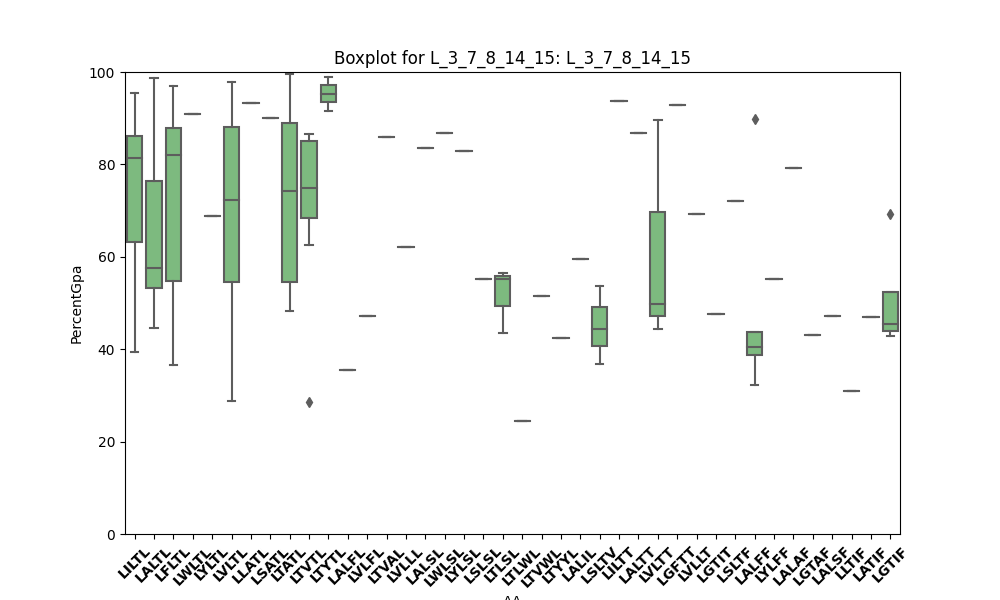 Boxplot for L_3_7_8_14_15: L_3_7_8_14_15
PercentGpa
100
80
60
40
20
0
LILTL
LALTL
LFLTL
LWLTL
LYLTL
LVLTL
LLATL
LSATL
LTATL
LTVTL
LTYTL
LALFL
LVLFL
LTVAL
LVLLL
LALSL
LWLSL
LYLSL
LSLSL
LTLSL
LTLWL
LTVWL
LTYYL
LALIL
LSLTV
LILTT
LALTT
LVLTT
LGFTT
LVLLT
LGTIT
LSLTF
LALFF
LYLFF
LALAF
LGTAF
LALSF
LLTIF
LATIF
LGTIF
AA